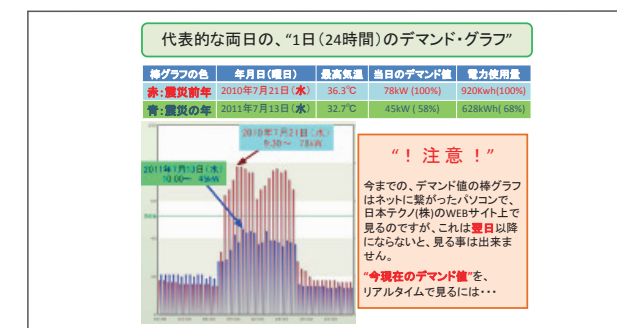 代表的な両日の、“1日（24時間）のデマンド・グラフ”
棒グラフの色 年月日（曜日） 最高気温 当日のデマンド値 電力使用量
赤：震災前年 2010年7月21日（水） 36.3℃ 78kW (100%) 920Kwh(100%)
青：震災の年 2011年7月13日（水） 32.7℃ 45kW ( 58%) 628kWh( 68%)
2010年7月21日（水）
9:30～ 78kW
2011年7月13日（水）
10:00～ 45kW
“！注意！”
今までの、デマンド値の棒グラフ
はネットに繋がったパソコンで、
日本テクノ(株)のWEBサイト上で
見るのですが、これは翌日以降
にならないと、見る事は出来ま
せん。
“今現在のデマンド値”を、
リアルタイムで見るには･･･